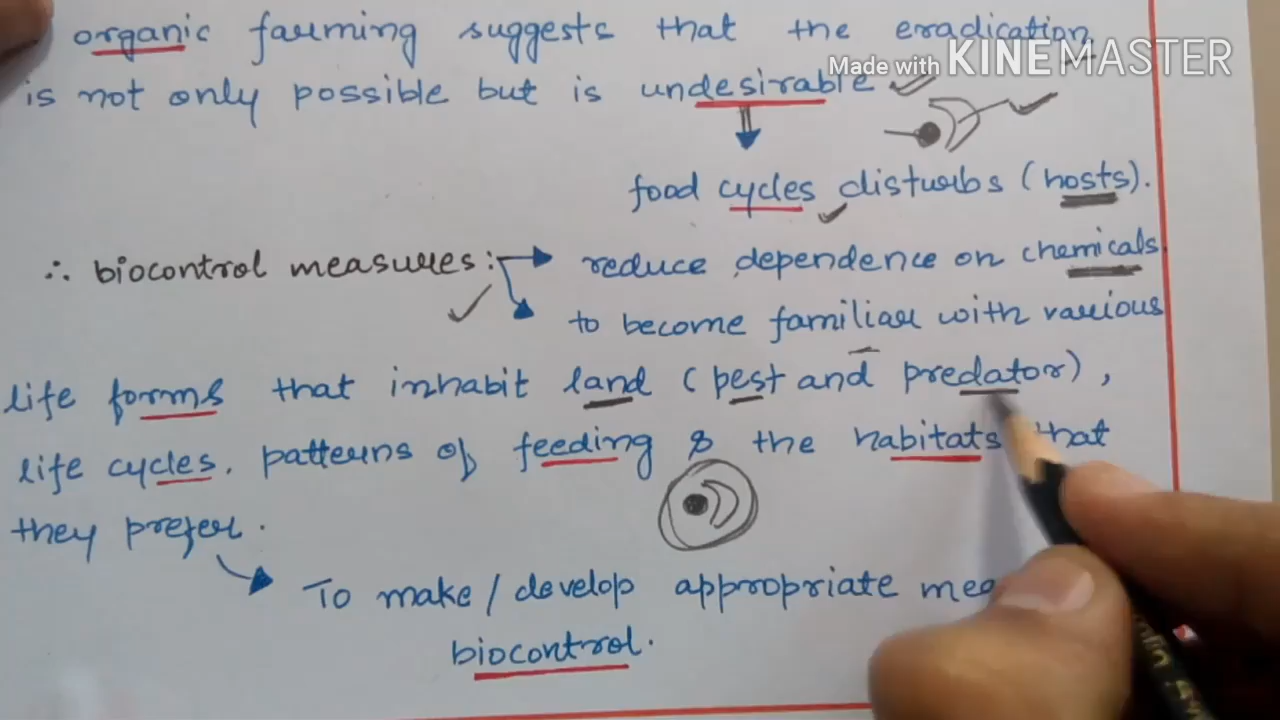 organic farming suggests that the eradication
Made with KINEMASTER
is not only possible but is undesirable
food cycles disturbs (hosts).
∴ biocontrol measures: reduce dependence on chemicals
to become familiar with various
life forms that inhabit land (pest and predator),
life cycles, patterns of feeding & the habitats that
they prefer.
To make / develop appropriate
biocontrol.